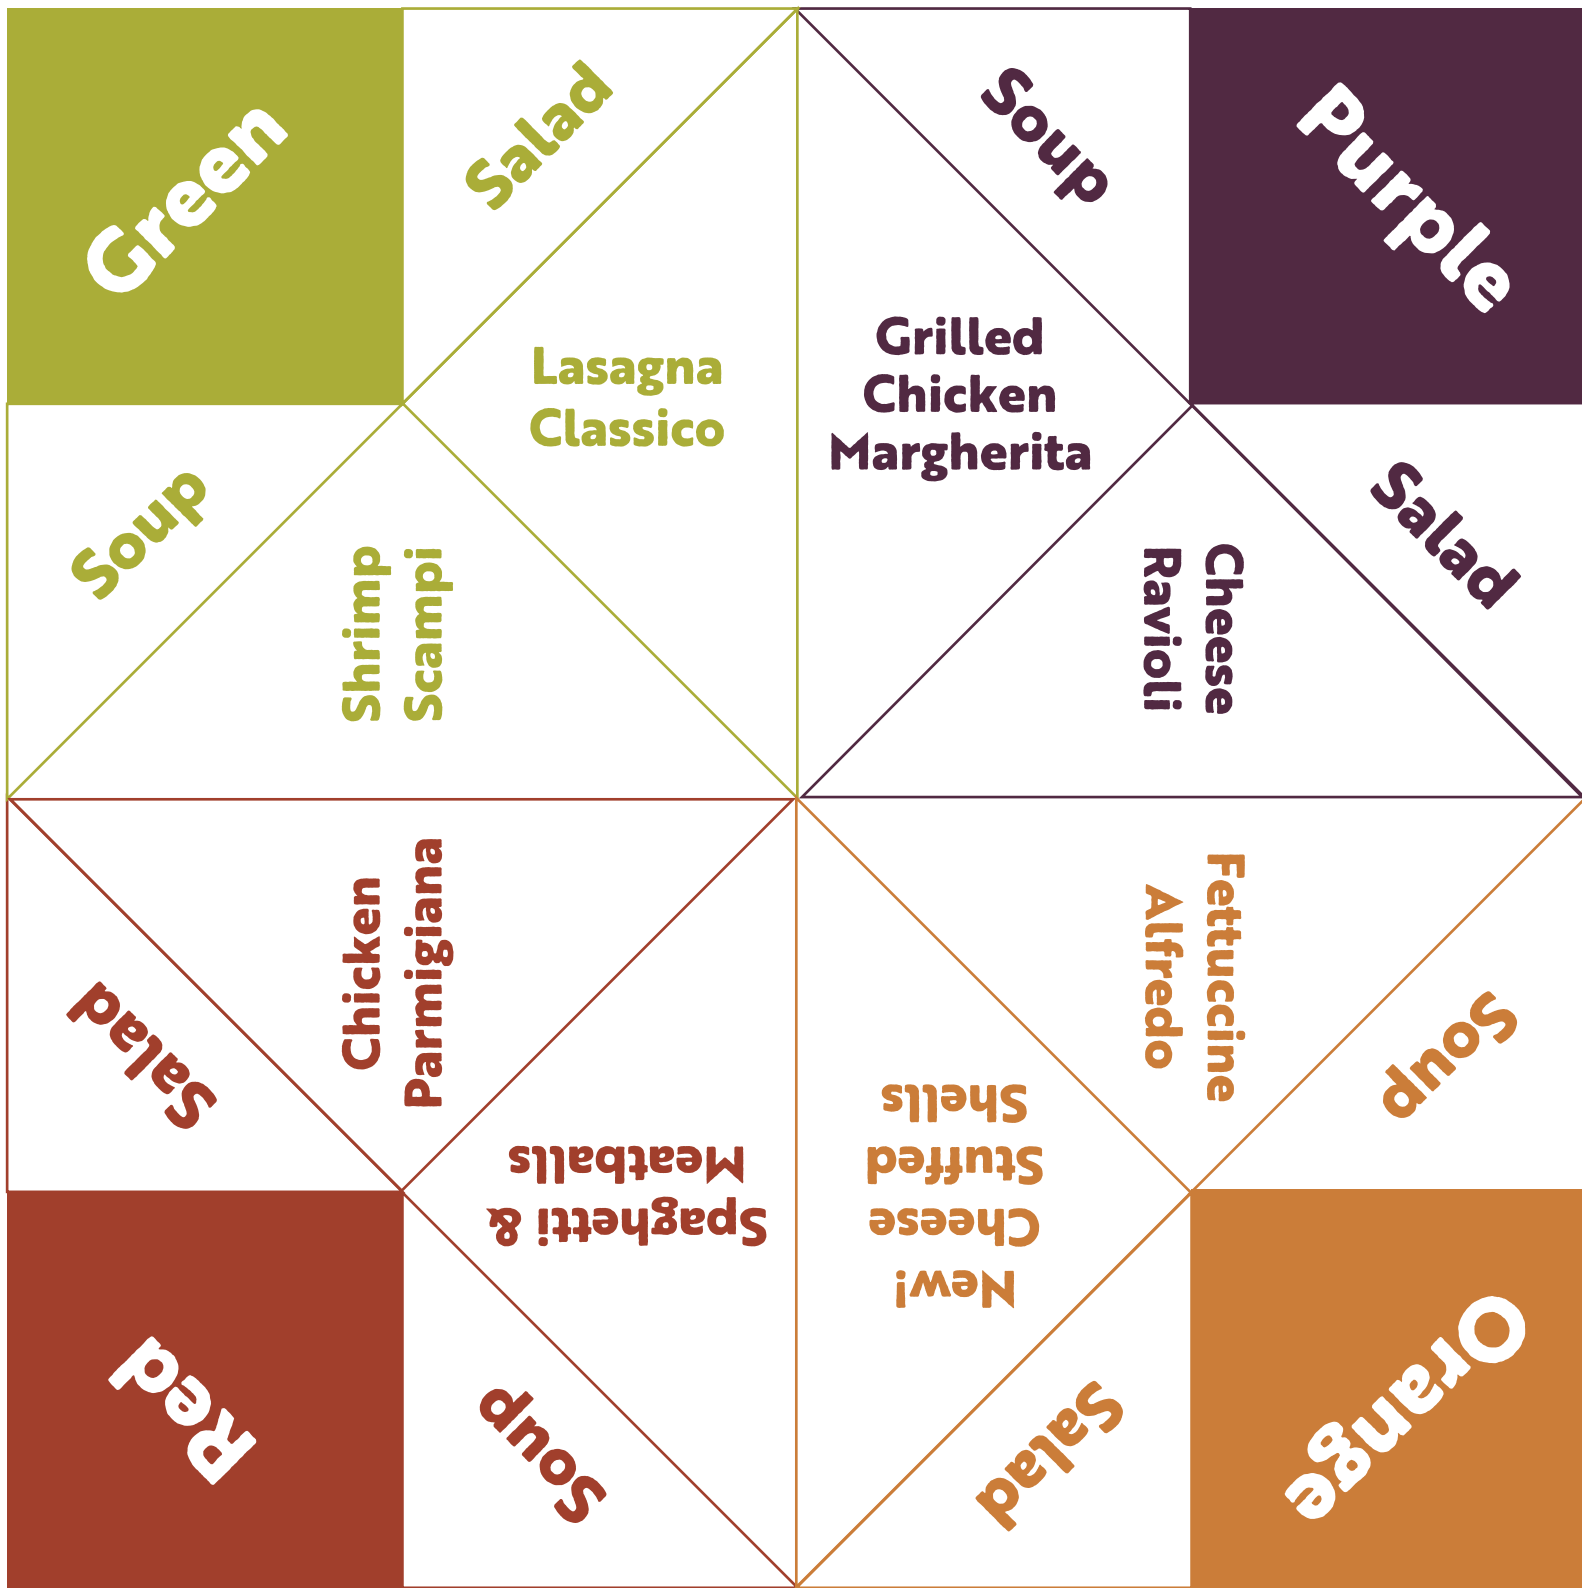 Green
Salad
Soup
Lasagna
Classico
Shrimp
Scampi
Soup
Purple
Salad
Grilled
Chicken
Margherita
Cheese
Ravioli
Chicken
Parmigiana
Salad
Spaghetti &
Meatballs
Soup
Red
Fettuccine
Alfredo
Soup
New!
Cheese
Stuffed
Shells
Salad
Orange